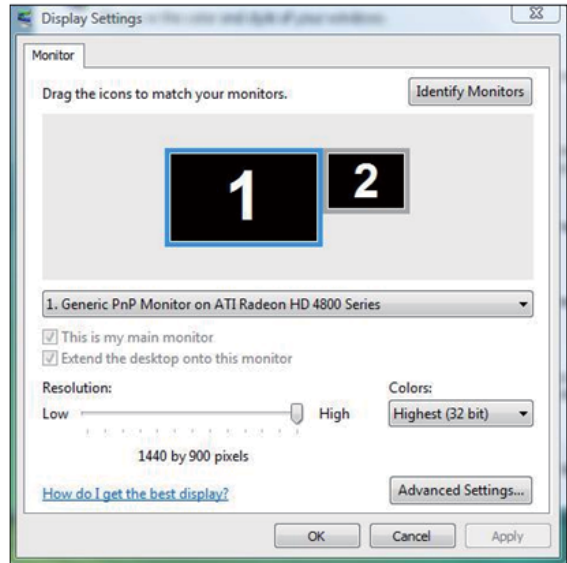 Display Settings
Monitor
Drag the icons to match your monitors.
Identify Monitors
1 2
1. Generic PnP Monitor on ATI Radeon HD 4800 Series
This is my main monitor
Extend the desktop onto this monitor
Resolution:
Colors:
Low High
Highest (32 bit)
1440 by 900 pixels
How do I get the best display?
Advanced Settings...
OK Cancel Apply